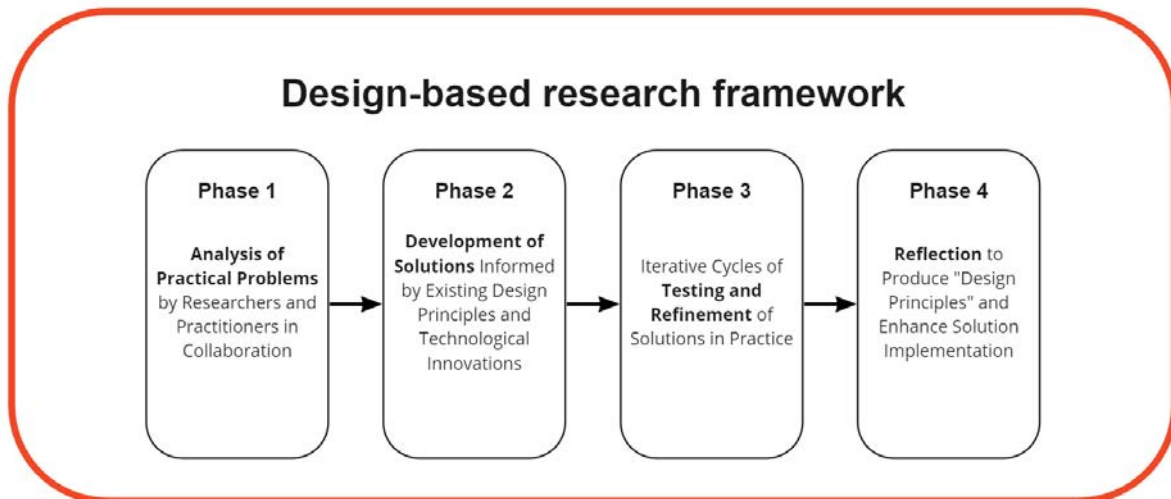 Design-based research framework
Phase 1
Analysis of
Practical Problems
by Researchers and
Practitioners in
Collaboration
Phase 2
Development of
Solutions Informed
by Existing Design
Principles and
Technological
Innovations
Phase 3
Iterative Cycles of
Testing and
Refinement of
Solutions in Practice
Phase 4
Reflection to
Produce "Design
Principles" and
Enhance Solution
Implementation